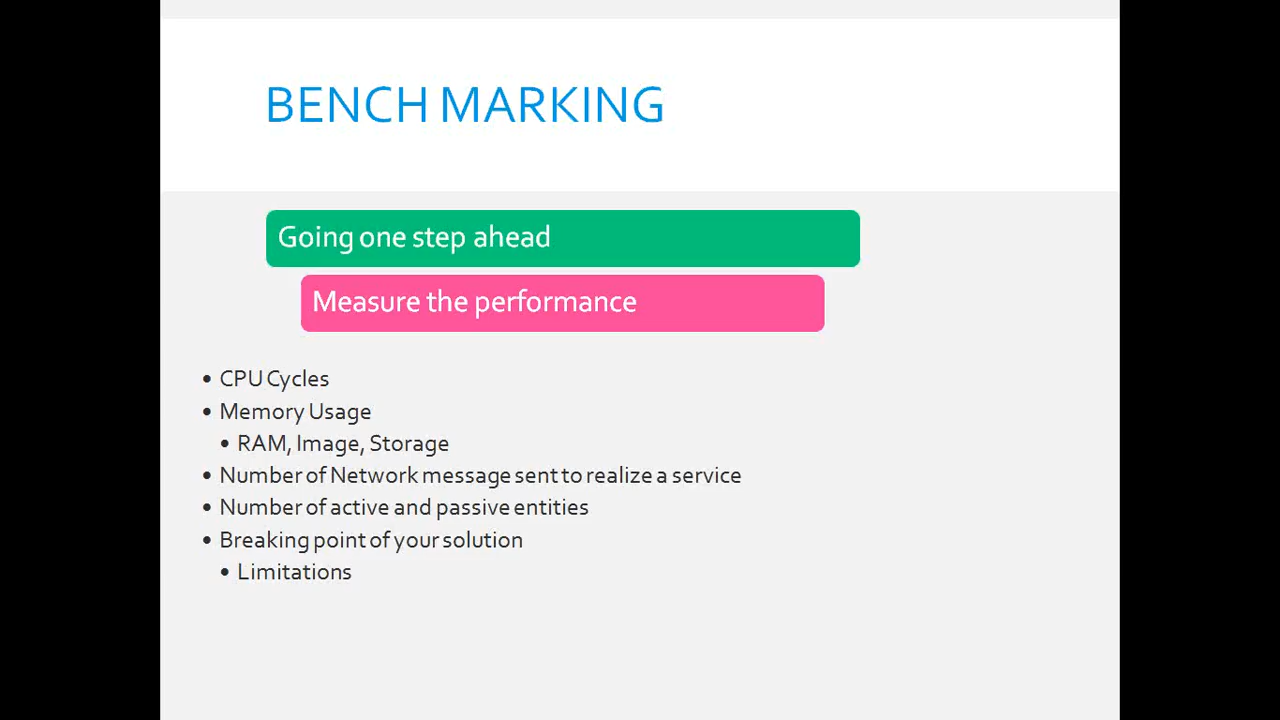 BENCH MARKING
Going one step ahead
Measure the performance
• CPU Cycles
• Memory Usage
• RAM, Image, Storage
• Number of Network message sent to realize a service
• Number of active and passive entities
• Breaking point of your solution
• Limitations